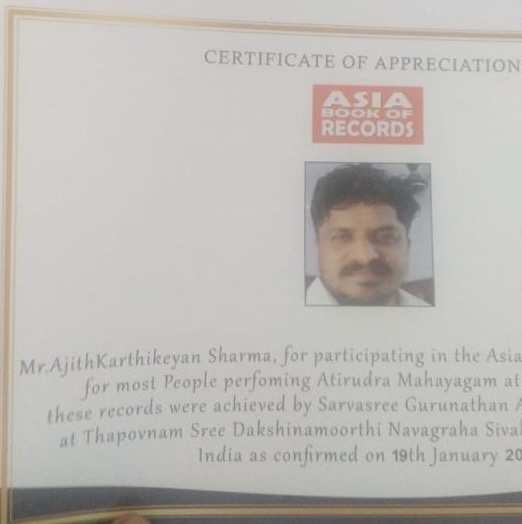 CERTIFICATE OF APPRECIATION
ASIA
BOOK OF
RECORDS
Mr.AjithKarthikeyan Sharma, for participating in the Asia
for most People perfoming Atirudra Mahayagam at
these records were achieved by Sarvasree Gurunathan
at Thapovnam Sree Dakshinamoorthi Navagraha
India as confirmed on 19th January